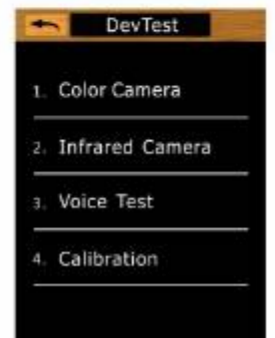 DevTest
1. Color Camera
2. Infrared Camera
3. Voice Test
4. Calibration